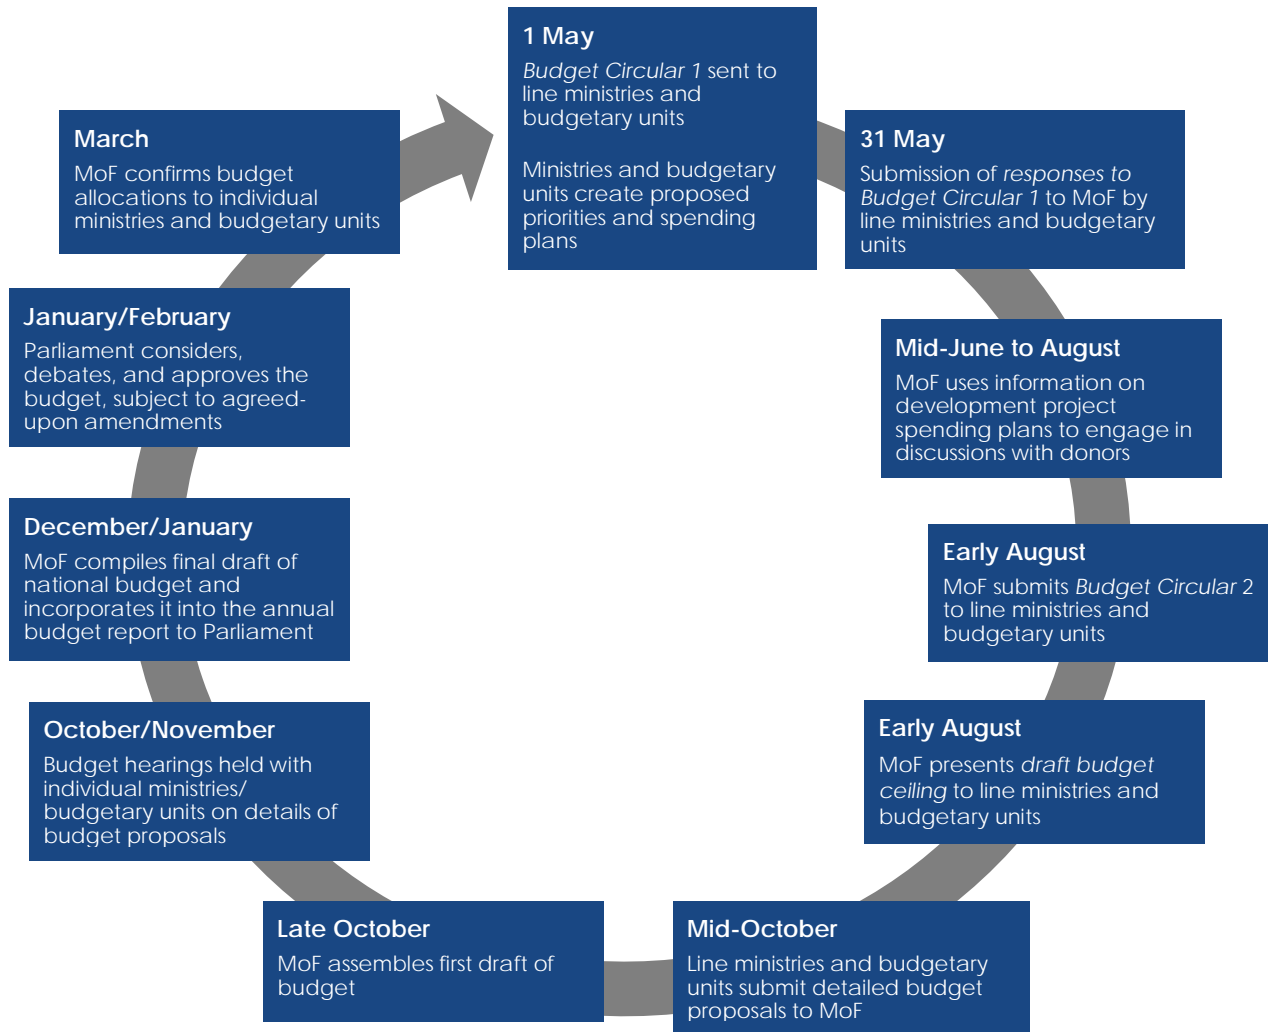 1 May
Budget Circular 1 sent to
line ministries and
budgetary units
Ministries and budgetary
units create proposed
priorities and spending
plans
31 May
Submission of responses to
Budget Circular 1 to MoF by
line ministries and budgetary
units
Mid-June to August
MoF uses information on
development project
spending plans to engage in
discussions with donors
Early August
MoF submits Budget Circular 2
to line ministries and
budgetary units
Early August
MoF presents draft budget
ceiling to line ministries and
budgetary units
Mid-October
Line ministries and budgetary
units submit detailed budget
proposals to MoF
Late October
MoF assembles first draft of
budget
October/November
Budget hearings held with
individual ministries/
budgetary units on details of
budget proposals
December/January
MoF compiles final draft of
national budget and
incorporates it into the annual
budget report to Parliament
January/February
Parliament considers,
debates, and approves the
budget, subject to agreed-
upon amendments
March
MoF confirms budget
allocations to individual
ministries and budgetary units